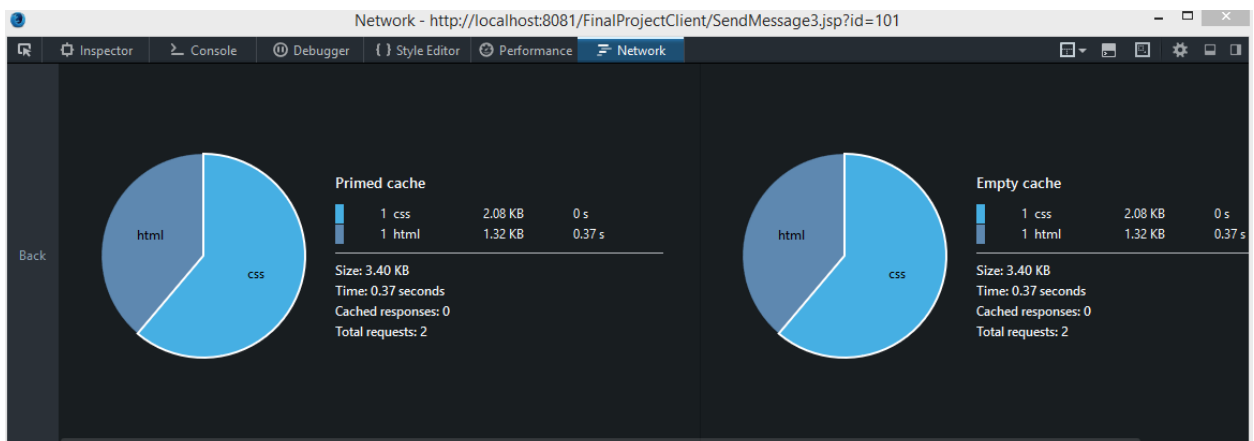 Network - http://localhost:8081/FinalProjectClient/SendMessage3.jsp?id=101
Inspector Console Debugger { } Style Editor Performance Network
Back
html
css
Primed cache
1 css 2.08 KB 0 s
1 html 1.32 KB 0.37 s
Size: 3.40 KB
Time: 0.37 seconds
Cached responses: 0
Total requests: 2
html
css
Empty cache
1 css 2.08 KB 0 s
1 html 1.32 KB 0.37 s
Size: 3.40 KB
Time: 0.37 seconds
Cached responses: 0
Total requests: 2